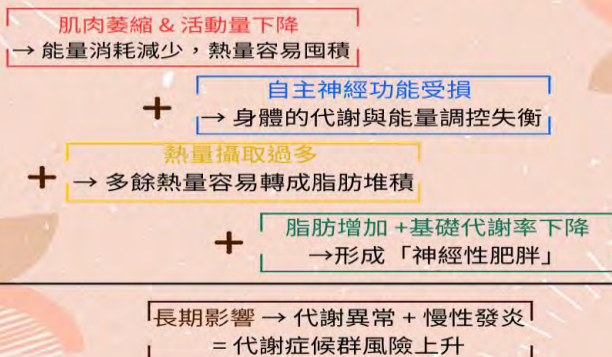 肌肉萎縮 & 活動量下降
→ 能量消耗減少，熱量容易囤積
+
自主神經功能受損
→ 身體的代謝與能量調控失衡
+
熱量攝取過多
→ 多餘熱量容易轉成脂肪堆積
+
脂肪增加 +基礎代謝率下降
→形成「神經性肥胖」
長期影響 → 代謝異常 + 慢性發炎
= 代謝症候群風險上升